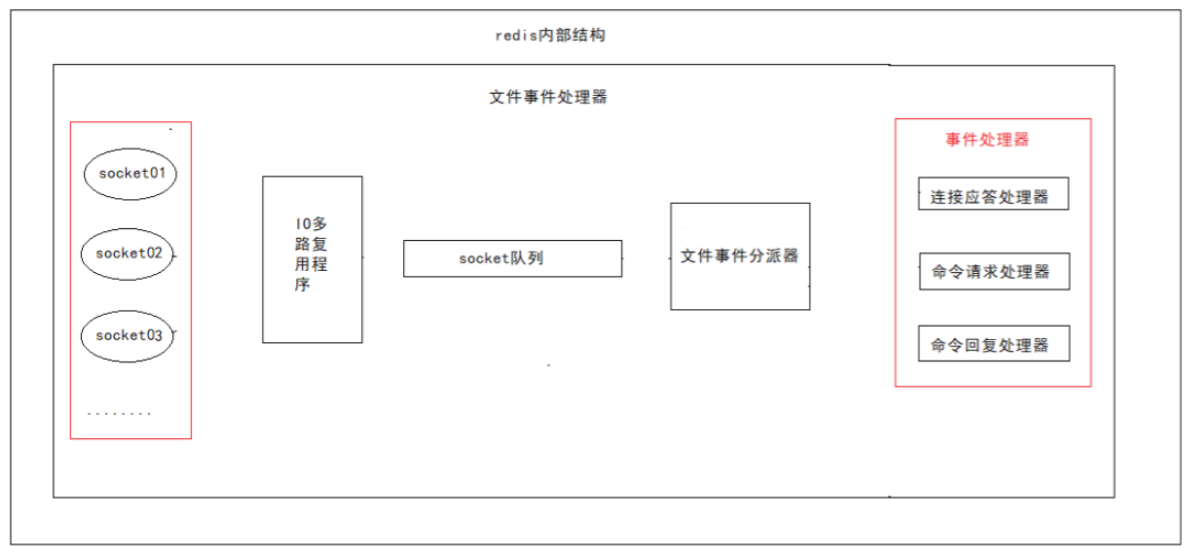 redis内部结构
文件事件处理器
事件处理器
socket01
socket02
socket03
........
IO多
路复
用程
序
socket队列
文件事件分派器
连接应答处理器
命令请求处理器
命令回复处理器